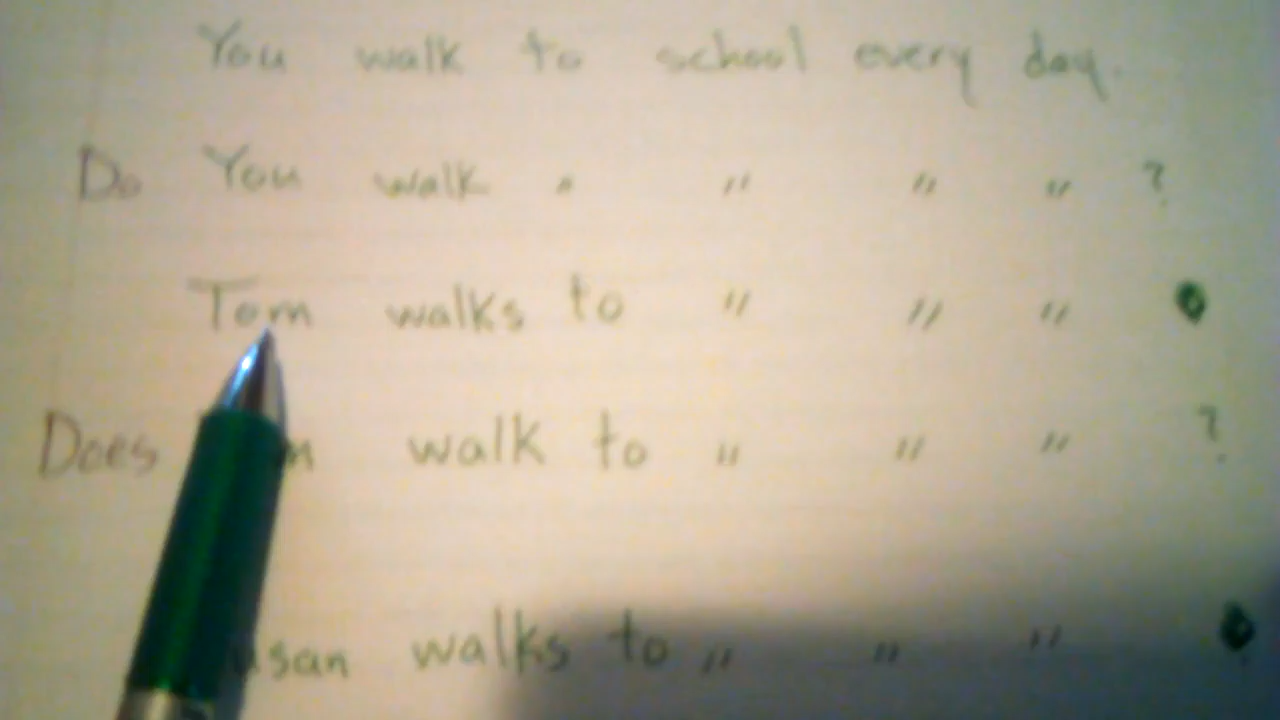 You walk to school every day.
Do You walk " " " " ?
Tom walks to " " " .
Does walk to " " " ?
walks to " " " .